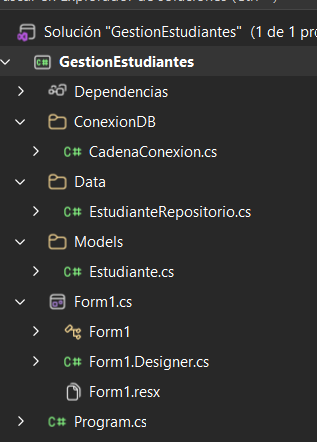 Solución "GestionEstudiantes" (1 de 1 pro
GestionEstudiantes
Dependencias
ConexionDB
C# CadenaConexion.cs
Data
C# EstudianteRepositorio.cs
Models
C# Estudiante.cs
Form1.cs
Form1
C# Form1.Designer.cs
Form1.resx
C# Program.cs